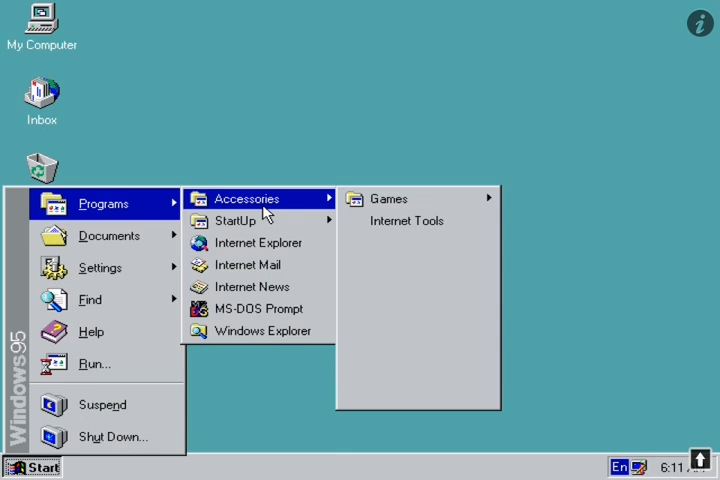 My Computer
Inbox
Programs
Documents
Settings
Find
Help
Run...
Suspend
Shut Down...
Windows95
Accessories
StartUp
Internet Explorer
Internet Mail
Internet News
MS-DOS Prompt
Windows Explorer
Games
Internet Tools
Start
En
6:11
i